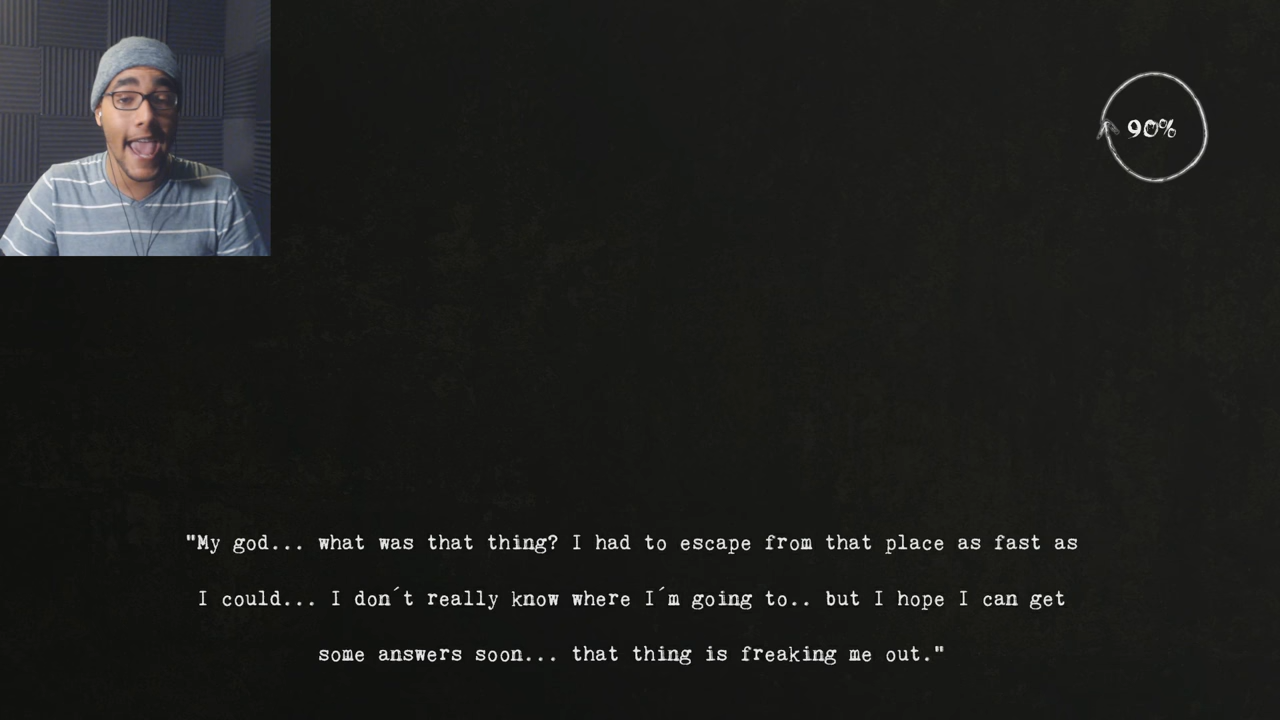 90%
"My god... what was that thing? I had to escape from that place as fast as
I could... I don´t really know where I´m going to.. but I hope I can get
some answers soon... that thing is freaking me out."